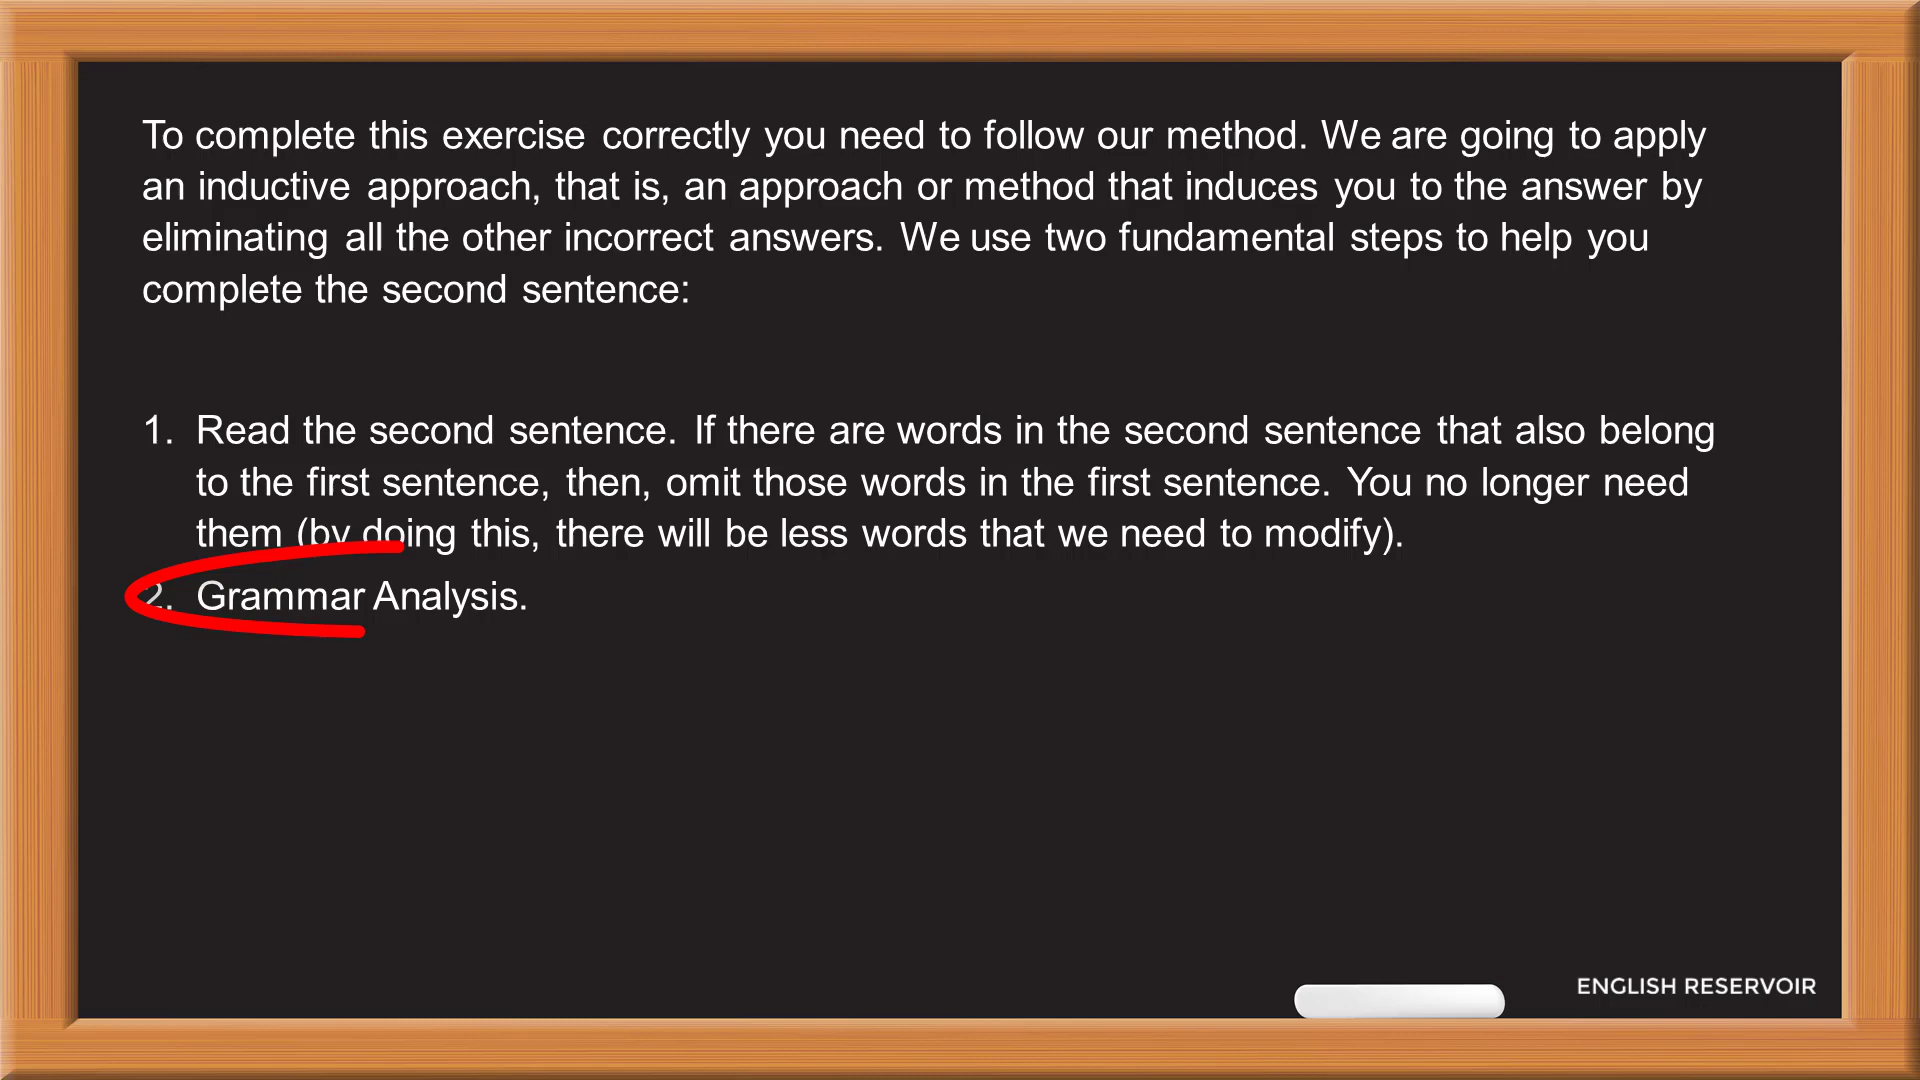 To complete this exercise correctly you need to follow our method. We are going to apply
an inductive approach, that is, an approach or method that induces you to the answer by
eliminating all the other incorrect answers. We use two fundamental steps to help you
complete the second sentence:
1. Read the second sentence. If there are words in the second sentence that also belong
to the first sentence, then, omit those words in the first sentence. You no longer need
them (by doing this, there will be less words that we need to modify).
2. Grammar Analysis.
ENGLISH RESERVOIR